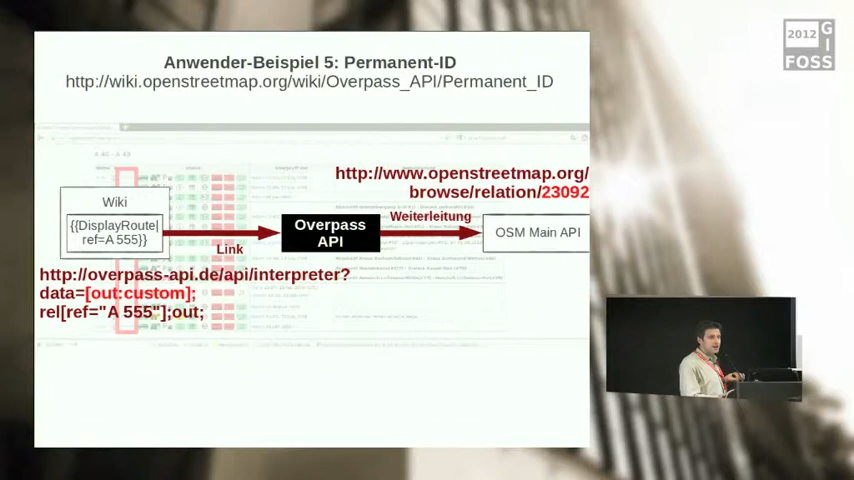 2012
G
I
FOSS
Anwender-Beispiel 5: Permanent-ID
http://wiki.openstreetmap.org/wiki/Overpass_API/Permanent_ID
http://www.openstreetmap.org/
browse/relation/23092
Wiki
{{DisplayRoute|
ref=A 555}}
Link
Overpass
API
Weiterleitung
OSM Main API
http://overpass-api.de/api/interpreter?
data=[out:custom];
rel[ref="A 555"];out;